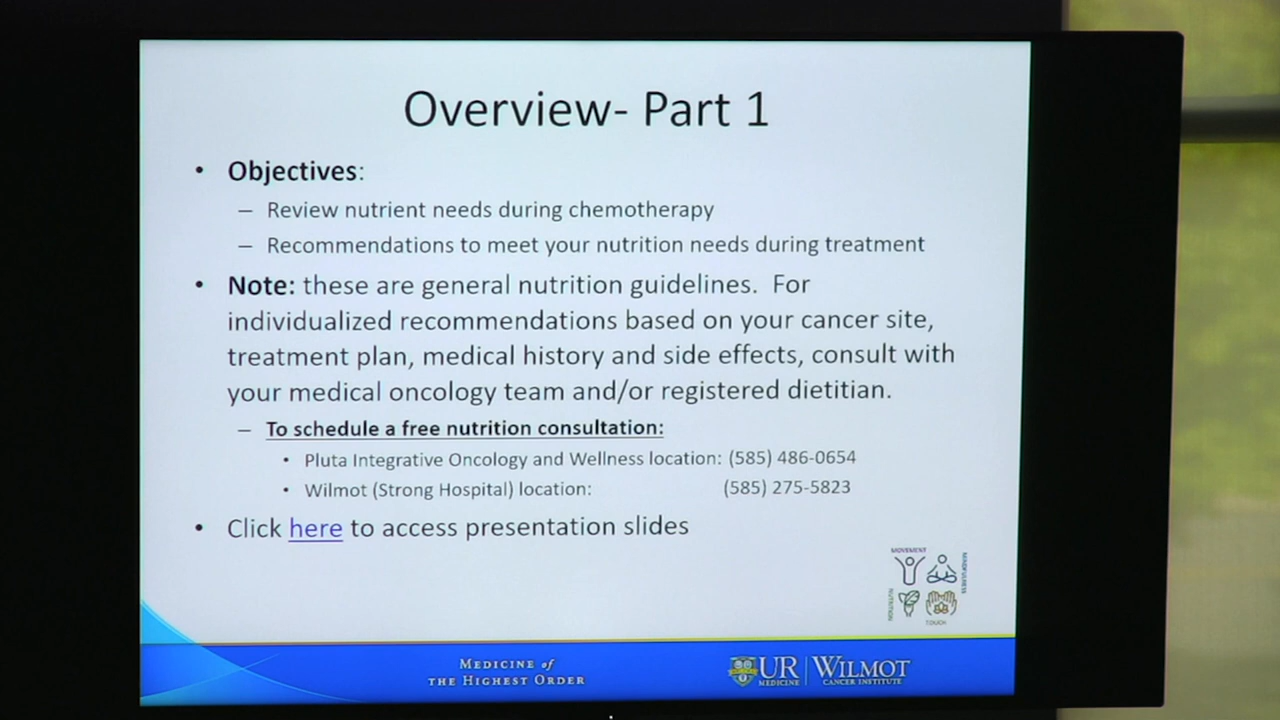 Overview- Part 1
• Objectives:
– Review nutrient needs during chemotherapy
– Recommendations to meet your nutrition needs during treatment
• Note: these are general nutrition guidelines. For
individualized recommendations based on your cancer site,
treatment plan, medical history and side effects, consult with
your medical oncology team and/or registered dietitian.
– To schedule a free nutrition consultation:
• Pluta Integrative Oncology and Wellness location: (585) 486-0654
• Wilmot (Strong Hospital) location: (585) 275-5823
• Click here to access presentation slides
MOVEMENT
MINDFULNESS
NUTRITION
TOUCH
MEDICINE of
THE HIGHEST ORDER
UR
MEDICINE
WILMOT
CANCER INSTITUTE